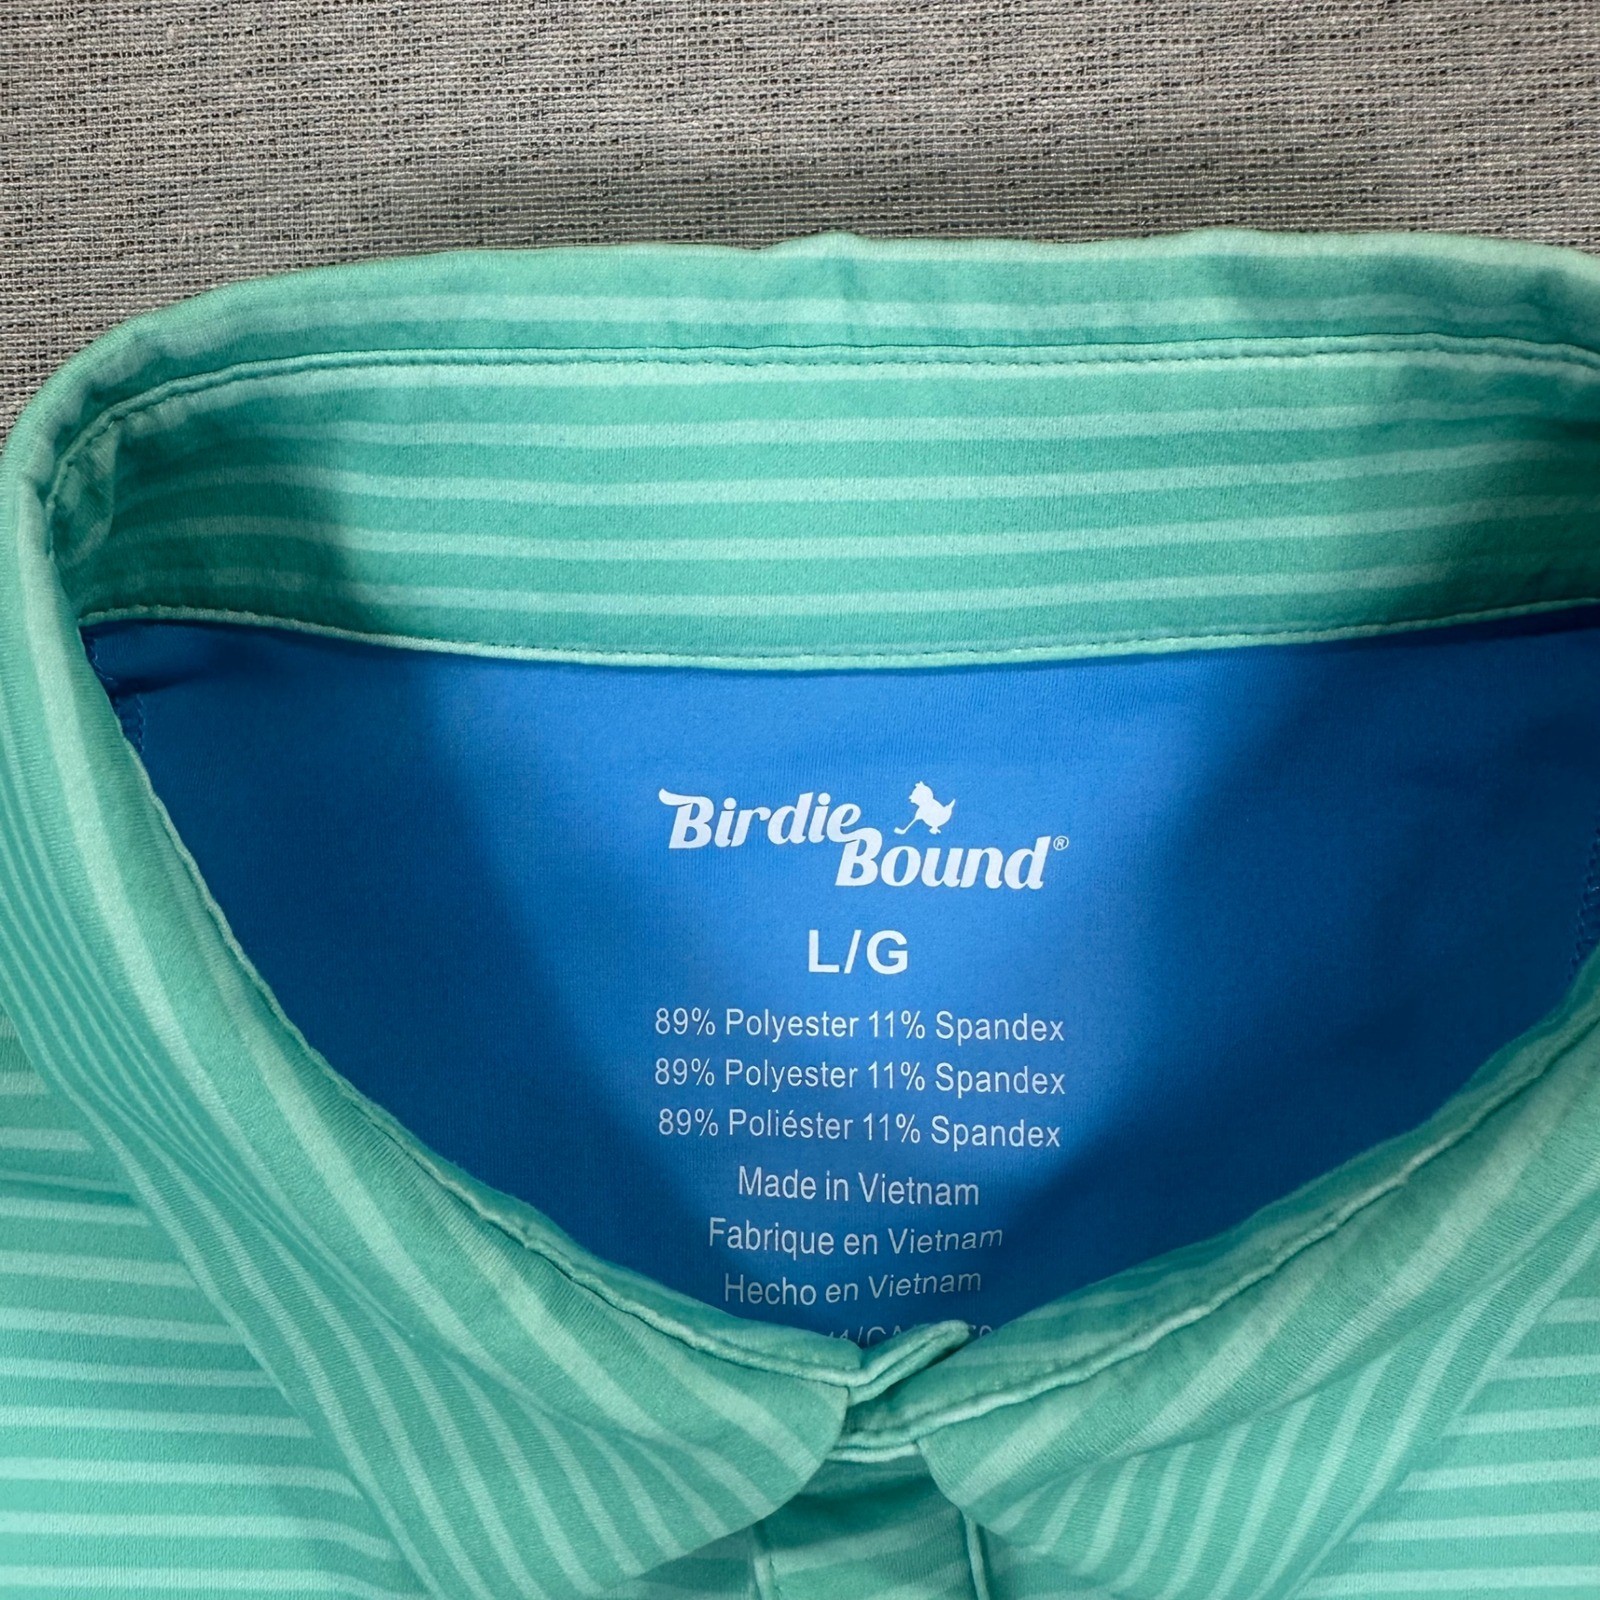 Birdie
Bound®
L/G
89% Polyester 11% Spandex
89% Polyester 11% Spandex
89% Poliéster 11% Spandex
Made in Vietnam
Fabrique en Vietnam
Hecho en Vietnam